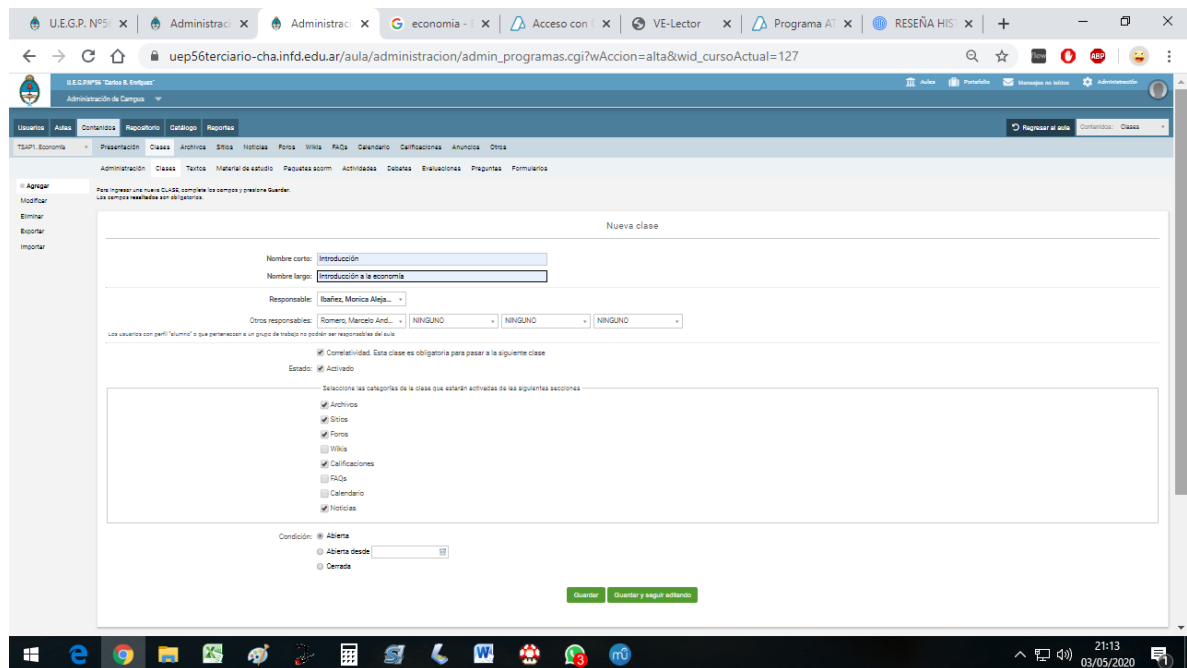 U.E.G.P. Nº5 Administraci Administraci economia - Acceso con VE-Lector Programa AT RESEÑA HIS
uep56terciario-cha.infd.edu.ar/aula/administracion/admin_programas.cgi?wAccion=alta&wid_cursoActual=127
flow ABP
U.E.G.P.Nº56 "Carlos B. Enriquez"
Aulas Portafolio Mensajes no leídos Administración
Administración de Campus
Usuarios Aulas Contenidos Repositorio Catálogo Reportes
Regresar al aula Contenidos: Clases
TSAP1. Economía Presentación Clases Archivos Sitios Noticias Foros Wikis FAQs Calendario Calificaciones Anuncios Otros
Administración Clases Textos Material de estudio Paquetes scorm Actividades Debates Evaluaciones Preguntas Formularios
Agregar
Modificar
Eliminar
Exportar
Importar
Para ingresar una nueva CLASE, complete los campos y presione Guardar.
Los campos resaltados son obligatorios.
Nueva clase
Nombre corto: Introducción
Nombre largo: Introducción a la economía
Responsable: Ibañez, Monica Aleja...
Otros responsables: Romero, Marcelo And... NINGUNO NINGUNO NINGUNO
Los usuarios con perfil "alumno" o que pertenezcan a un grupo de trabajo no podrán ser responsables del aula
Correlatividad. Esta clase es obligatoria para pasar a la siguiente clase
Estado: Activado
Seleccione las categorías de la clase que estarán activadas de las siguientes secciones
Archivos
Sitios
Foros
Wikis
Calificaciones
FAQs
Calendario
Noticias
Condición: Abierta
Abierta desde
Cerrada
Guardar Guardar y seguir editando
21:13
03/05/2020